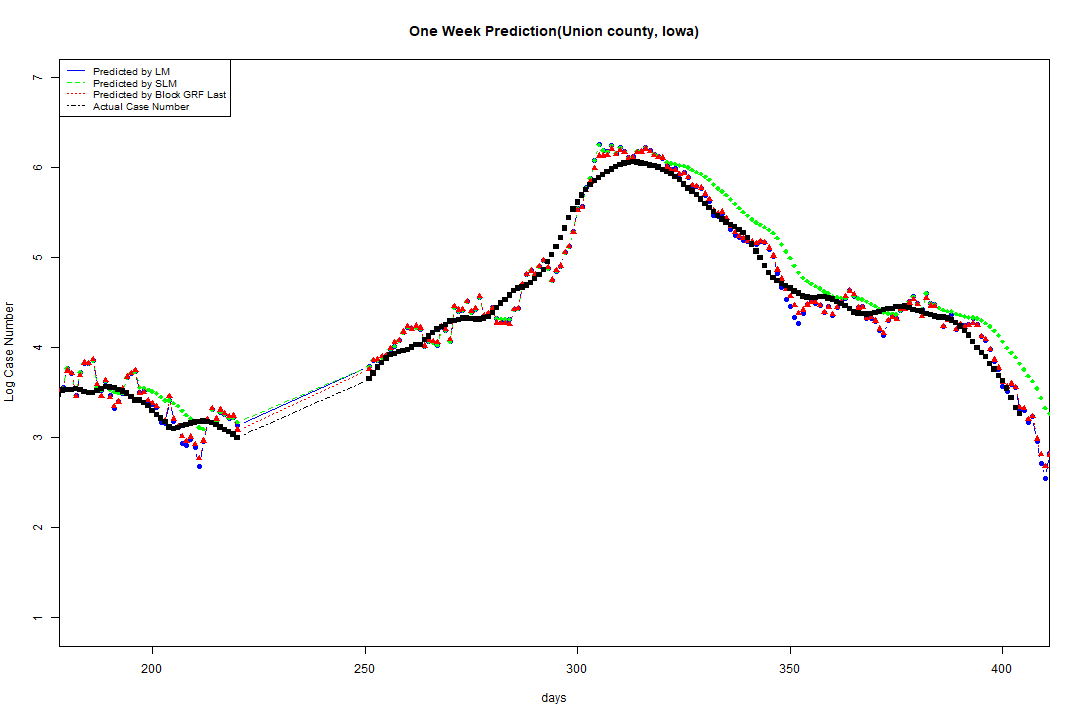 One Week Prediction(Union county, Iowa)
Predicted by LM
Predicted by SLM
Predicted by Block GRF Last
Actual Case Number
7
6
5
4
3
2
1
Log Case Number
200 250 300 350 400
days